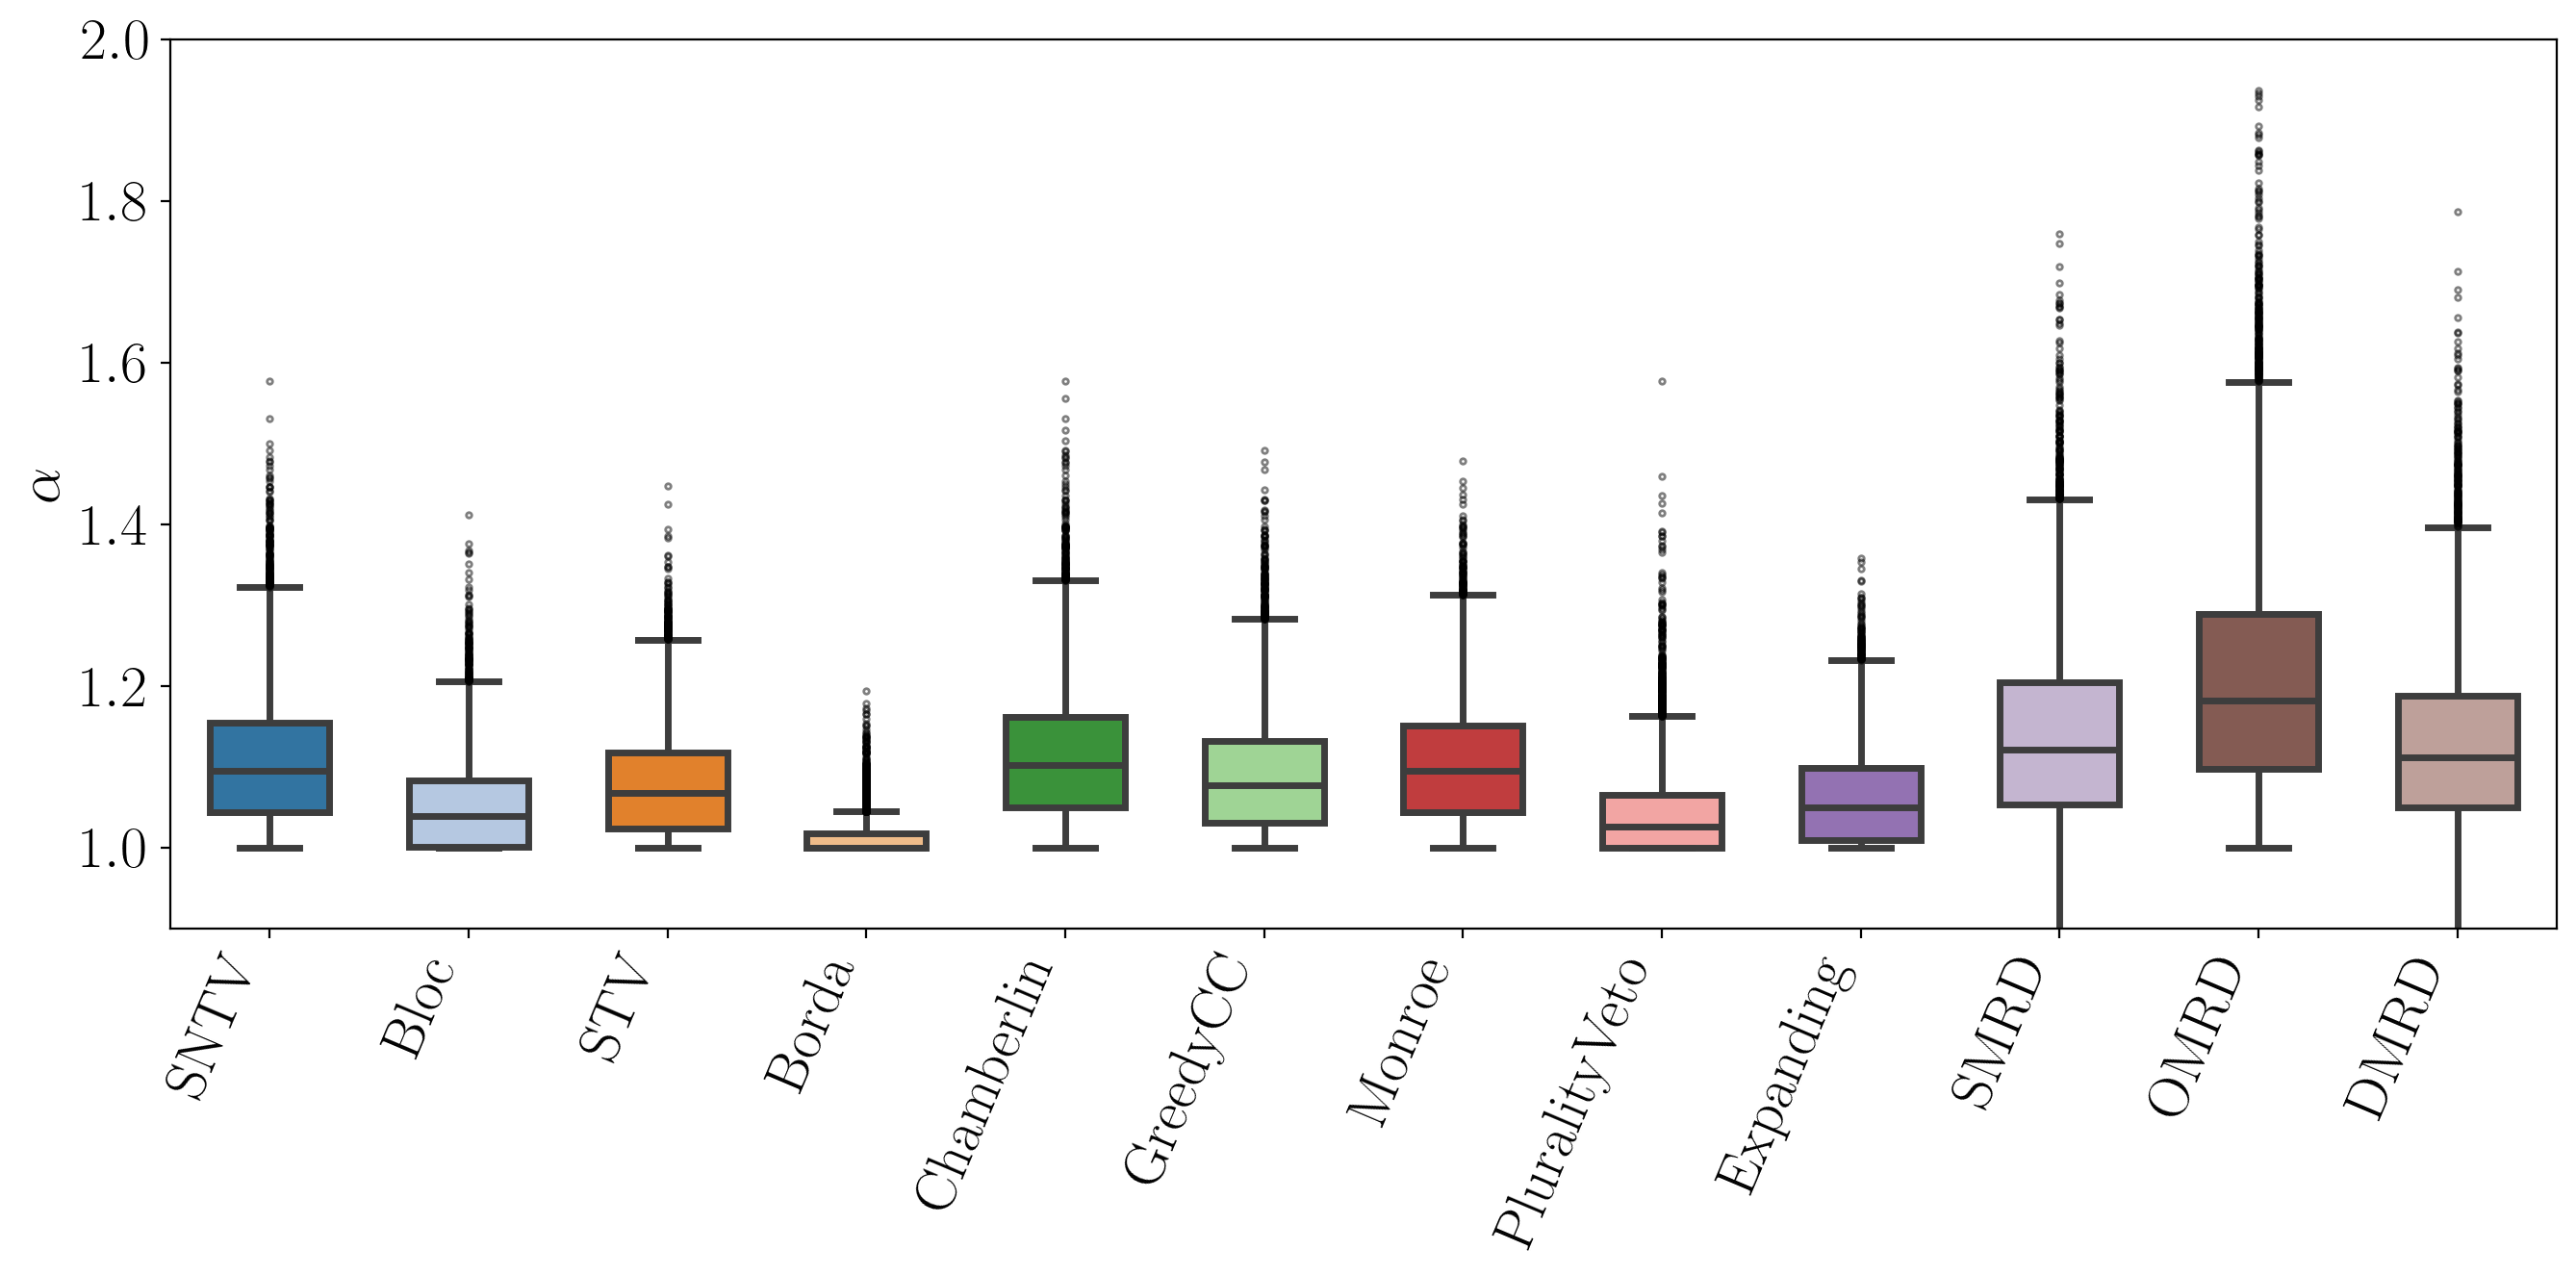 2.0
1.8
1.6
1.4
1.2
1.0
α
SNTV
Bloc
STV
Borda
Chamberlin
GreedyCC
Monroe
PluralityVeto
Expanding
SMRD
OMRD
DMRD